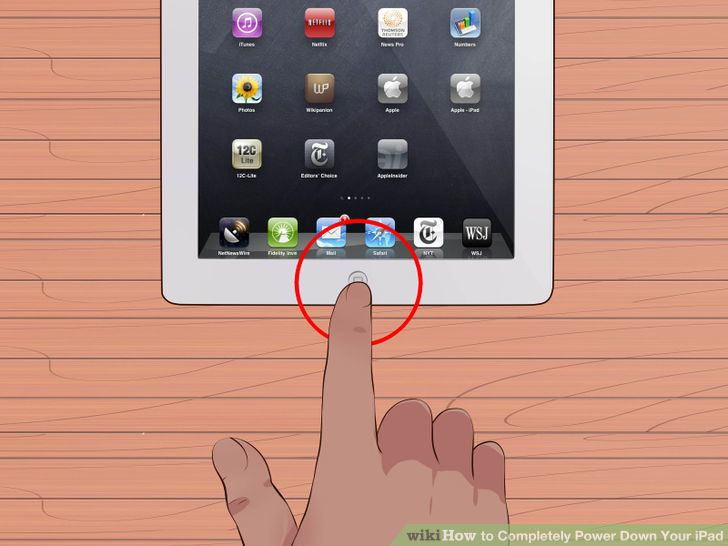 iTunes
NETFLIX
Netflix
THOMSON
REUTERS
News Pro
Numbers
Photos
WP
Wikipanion
Apple
Apple - iPad
12C
Lite
12C-Lite
T
Editors' Choice
AppleInsider
NetNewsWire
Fidelity Inve
Mail
Safari
T
NYT
WSJ
WSJ
wikiHow to Completely Power Down Your iPad